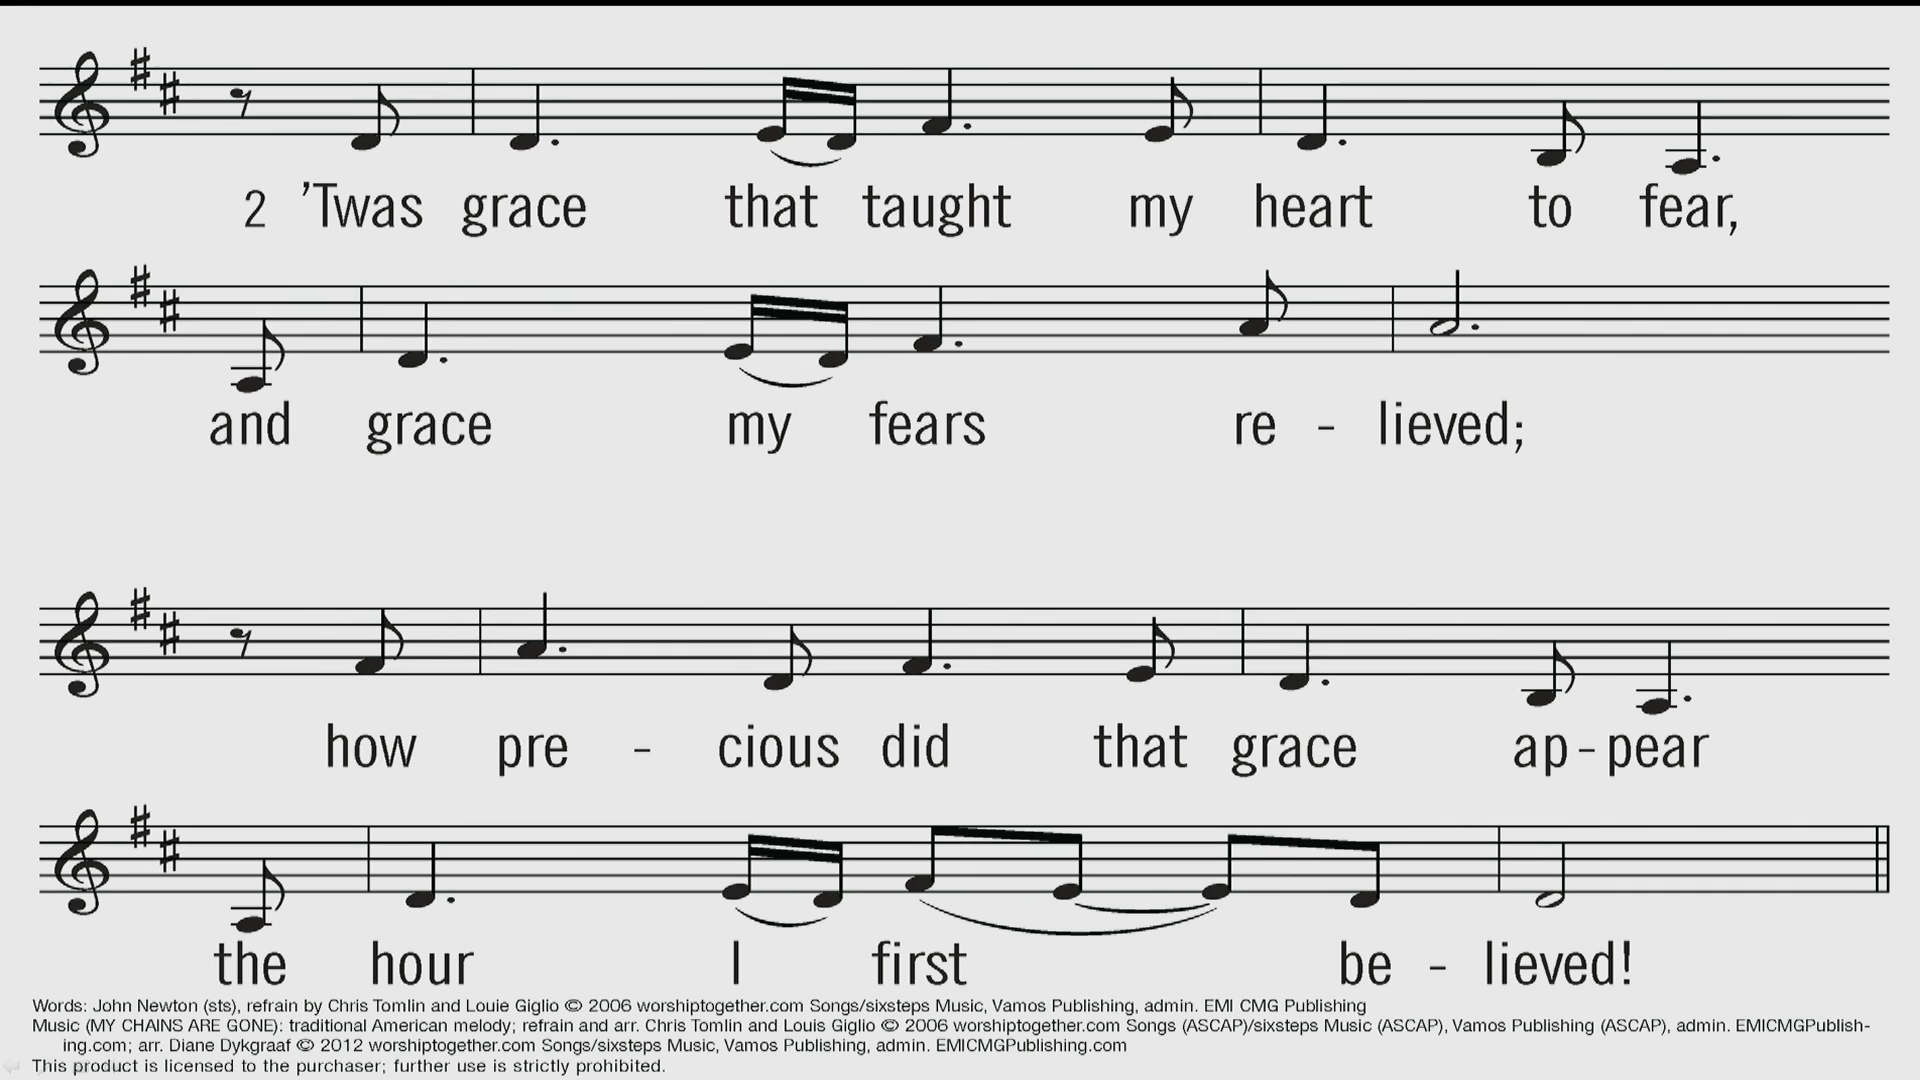 2 ’Twas grace that taught my heart to fear,
and grace my fears re - lieved;
how pre - cious did that grace ap - pear
the hour I first be - lieved!
Words: John Newton (sts), refrain by Chris Tomlin and Louie Giglio © 2006 worshiptogether.com Songs/sixsteps Music, Vamos Publishing, admin. EMI CMG Publishing
Music (MY CHAINS ARE GONE): traditional American melody; refrain and arr. Chris Tomlin and Louis Giglio © 2006 worshiptogether.com Songs (ASCAP)/sixsteps Music (ASCAP), Vamos Publishing (ASCAP), admin. EMICMGPublish-
ing.com; arr. Diane Dykgraaf © 2012 worshiptogether.com Songs/sixsteps Music, Vamos Publishing, admin. EMICMGPublishing.com
This product is licensed to the purchaser; further use is strictly prohibited.